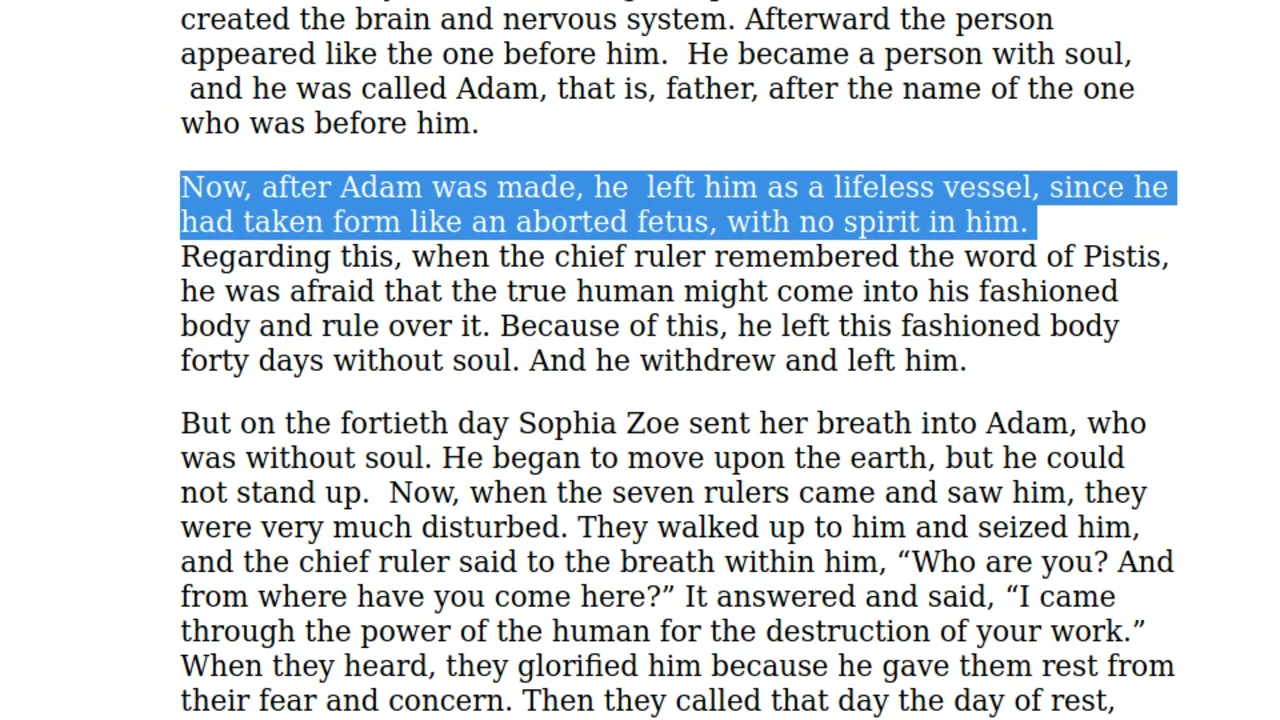 created the brain and nervous system. Afterward the person
appeared like the one before him.  He became a person with soul,
 and he was called Adam, that is, father, after the name of the one
who was before him.
Now, after Adam was made, he  left him as a lifeless vessel, since he
had taken form like an aborted fetus, with no spirit in him.
Regarding this, when the chief ruler remembered the word of Pistis,
he was afraid that the true human might come into his fashioned
body and rule over it. Because of this, he left this fashioned body
forty days without soul. And he withdrew and left him.
But on the fortieth day Sophia Zoe sent her breath into Adam, who
was without soul. He began to move upon the earth, but he could
not stand up.  Now, when the seven rulers came and saw him, they
were very much disturbed. They walked up to him and seized him,
and the chief ruler said to the breath within him, “Who are you? And
from where have you come here?” It answered and said, “I came
through the power of the human for the destruction of your work.”
When they heard, they glorified him because he gave them rest from
their fear and concern. Then they called that day the day of rest,